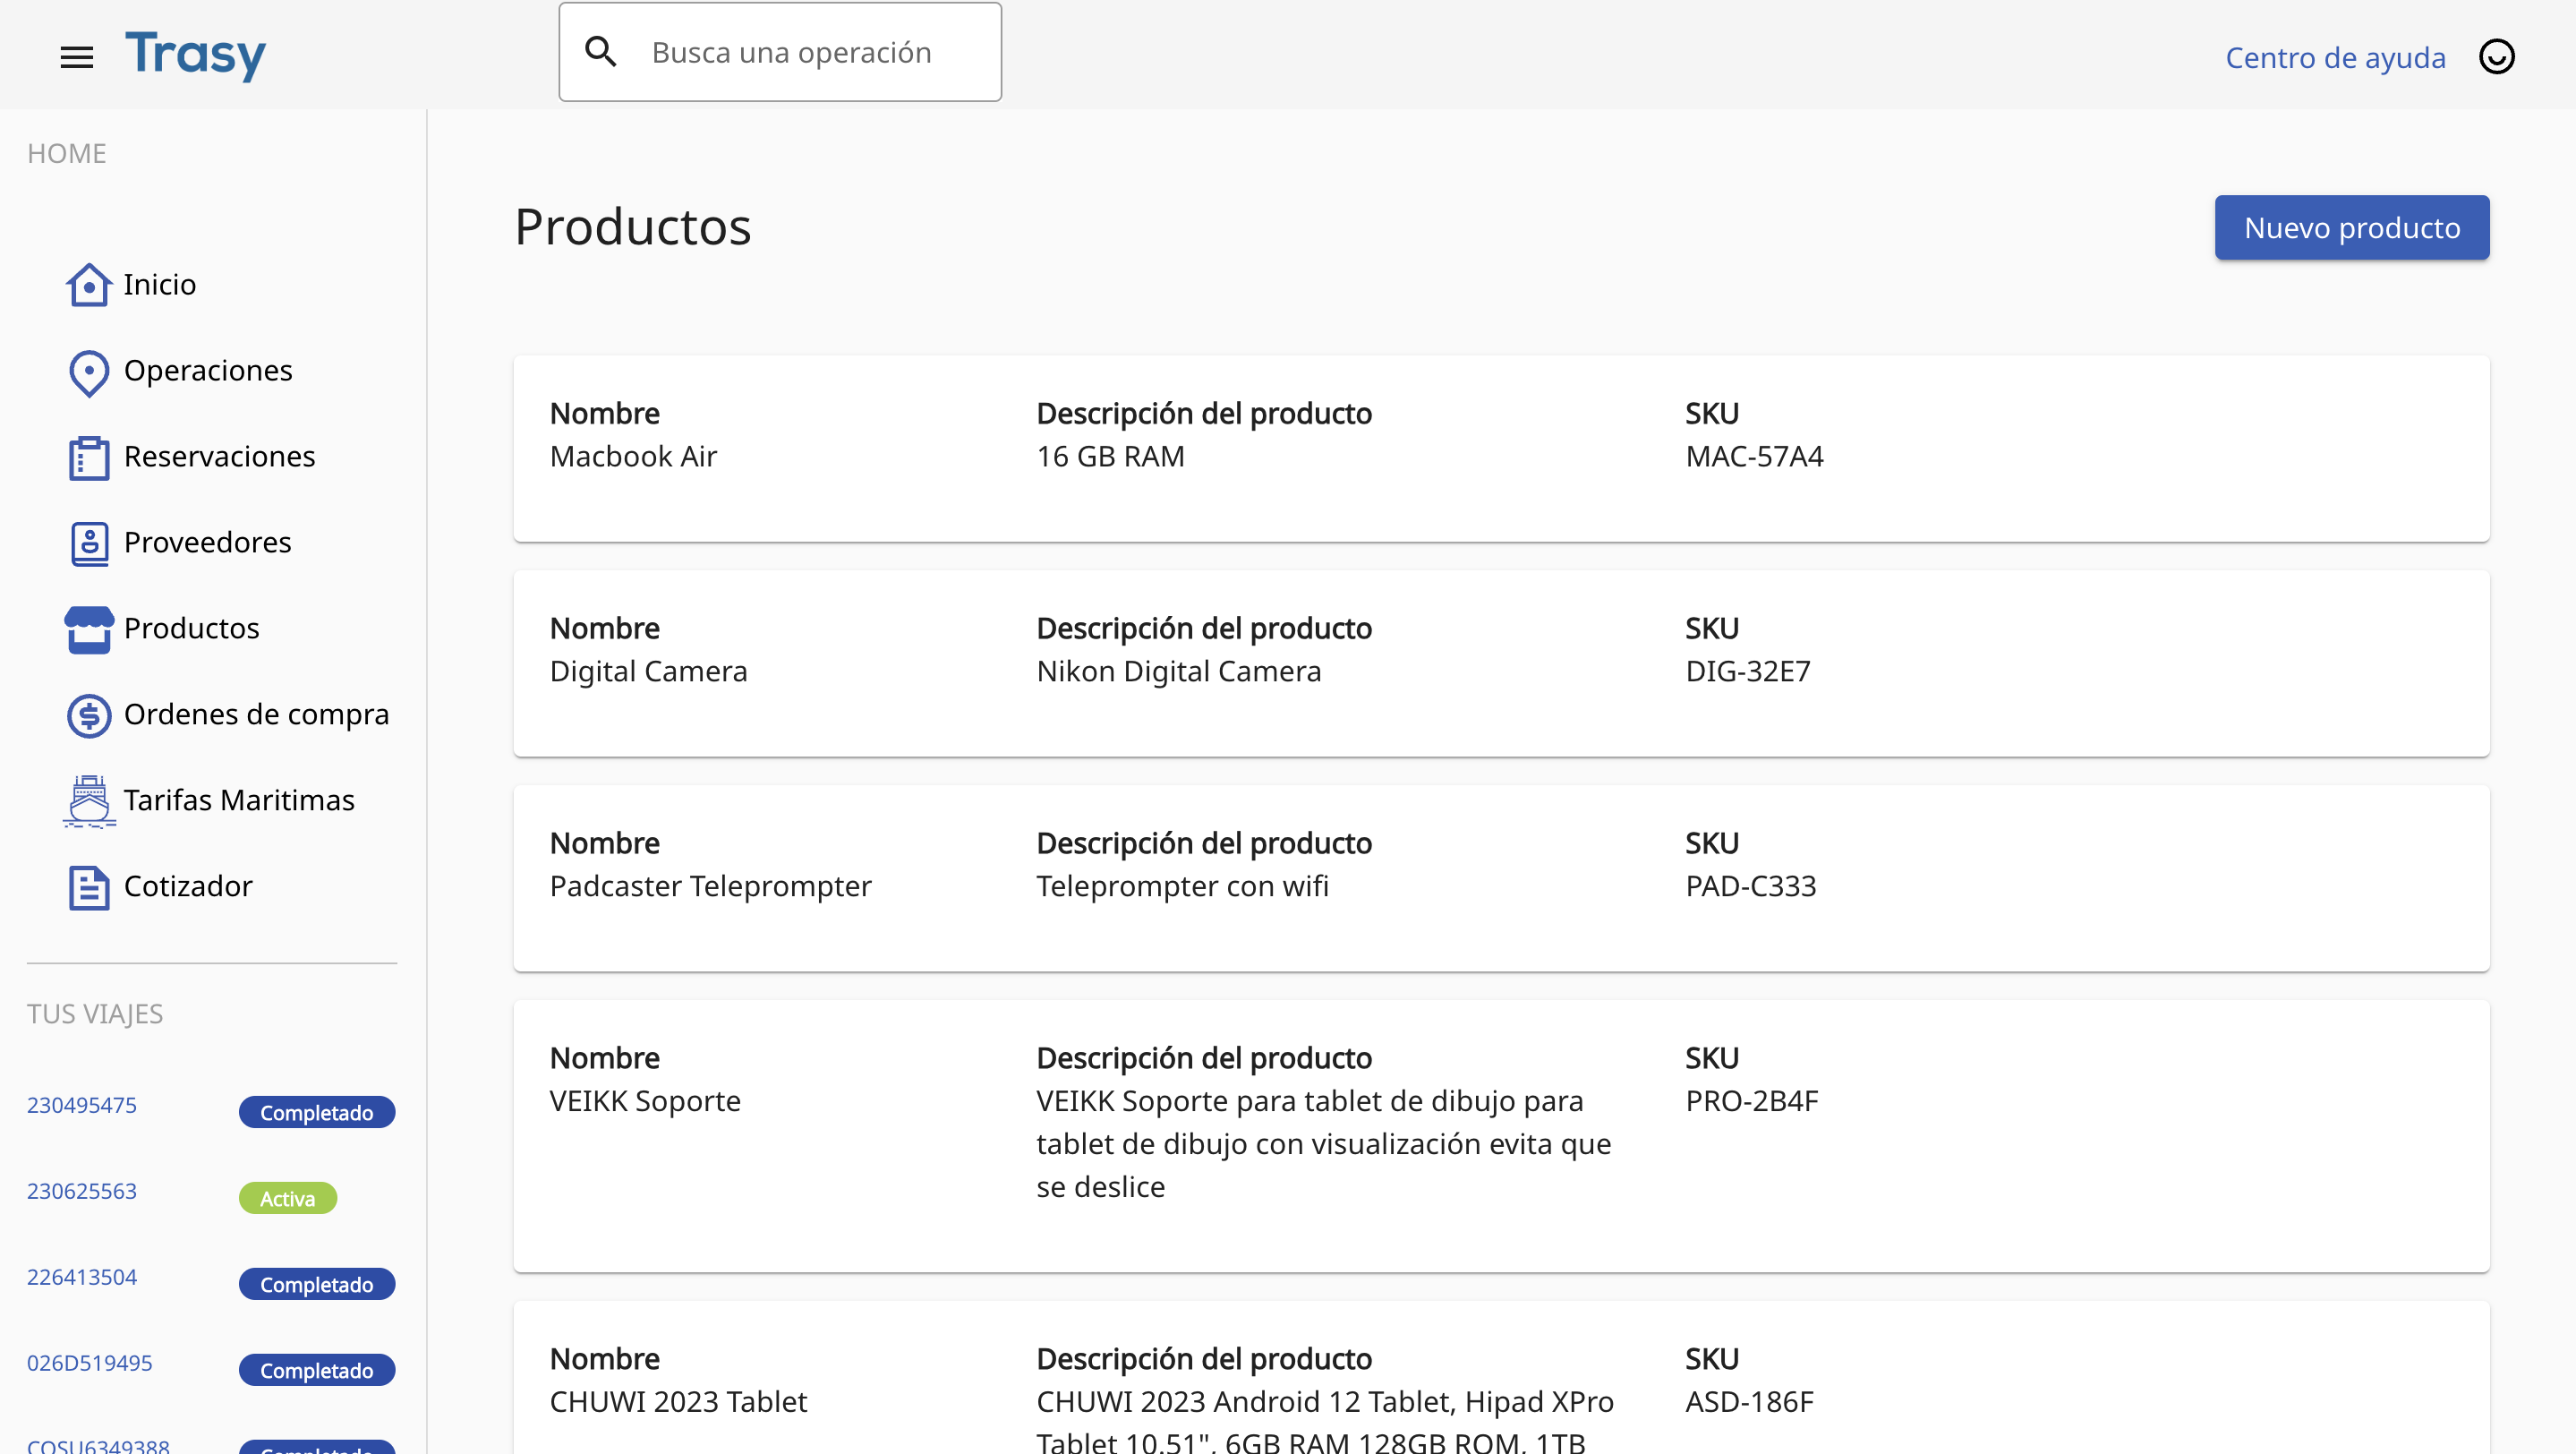 Trasy
Busca una operación
Centro de ayuda
HOME
Inicio
Operaciones
Reservaciones
Proveedores
Productos
Ordenes de compra
Tarifas Maritimas
Cotizador
TUS VIAJES
230495475 Completado
230625563 Activa
226413504 Completado
026D519495 Completado
COSU6349388 Completado
Productos
Nuevo producto
Nombre Descripción del producto SKU
Macbook Air 16 GB RAM MAC-57A4
Nombre Descripción del producto SKU
Digital Camera Nikon Digital Camera DIG-32E7
Nombre Descripción del producto SKU
Padcaster Teleprompter Teleprompter con wifi PAD-C333
Nombre Descripción del producto SKU
VEIKK Soporte VEIKK Soporte para tablet de dibujo para PRO-2B4F
tablet de dibujo con visualización evita que
se deslice
Nombre Descripción del producto SKU
CHUWI 2023 Tablet CHUWI 2023 Android 12 Tablet, Hipad XPro ASD-186F
Tablet 10.51", 6GB RAM 128GB ROM, 1TB